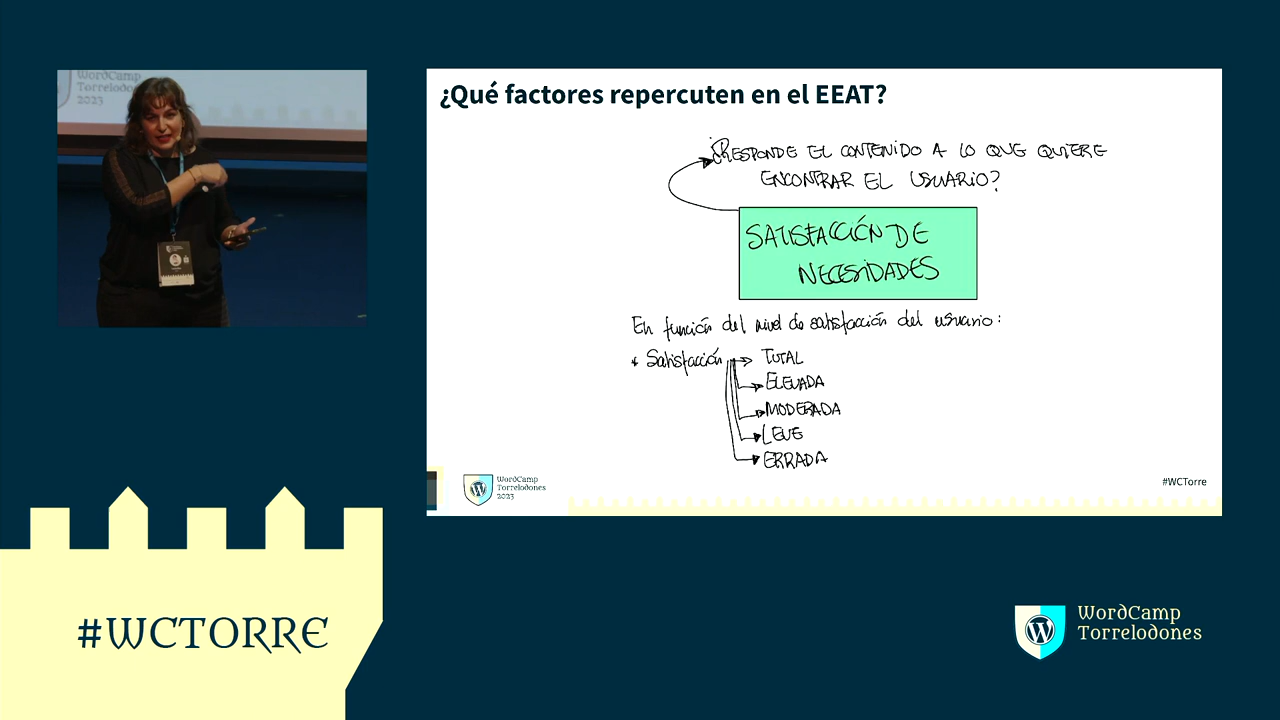 WordCamp
Torrelodones
2023
¿Qué factores repercuten en el EEAT?
¿RESPONDE EL CONTENIDO A LO QUE QUIERE
ENCONTRAR EL USUARIO?
SATISFACCIÓN DE
NECESIDADES
En función del nivel de satisfacción del usuario:
* Satisfacción
TOTAL
ELEVADA
MODERADA
LEVE
ERRADA
WordCamp
Torrelodones
2023
#WCTorre
#WCTORRE
WordCamp
Torrelodones